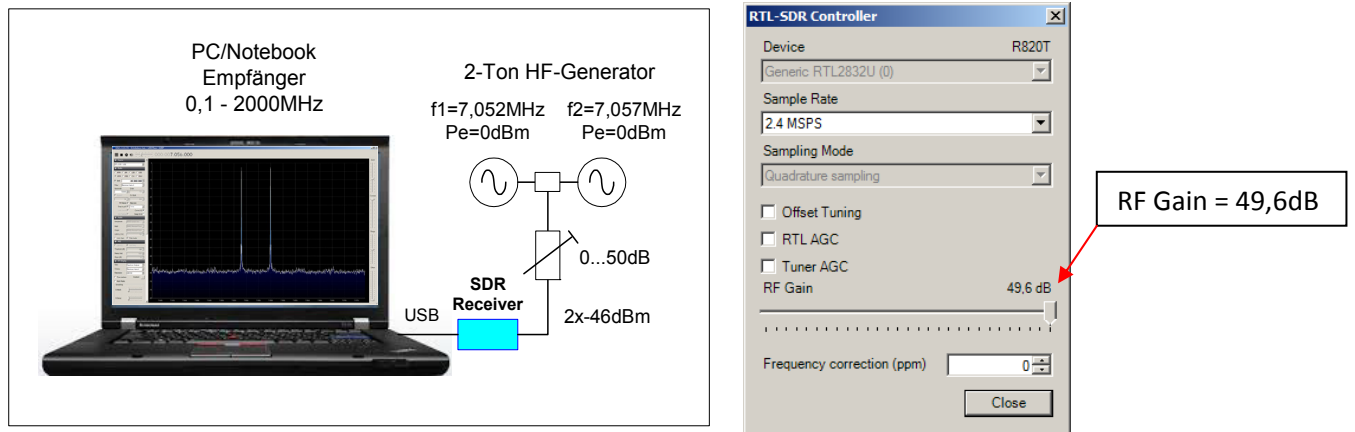 PC/Notebook
Empfänger
0,1 - 2000MHz
2-Ton HF-Generator
f1=7,052MHz f2=7,057MHz
Pe=0dBm Pe=0dBm
0...50dB
SDR
Receiver
USB
2x-46dBm
RTL-SDR Controller
Device R820T
Generic RTL2832U (0)
Sample Rate
2.4 MSPS
Sampling Mode
Quadrature sampling
Offset Tuning
RTL AGC
Tuner AGC
RF Gain 49,6 dB
Frequency correction (ppm) 0
Close
RF Gain = 49,6dB